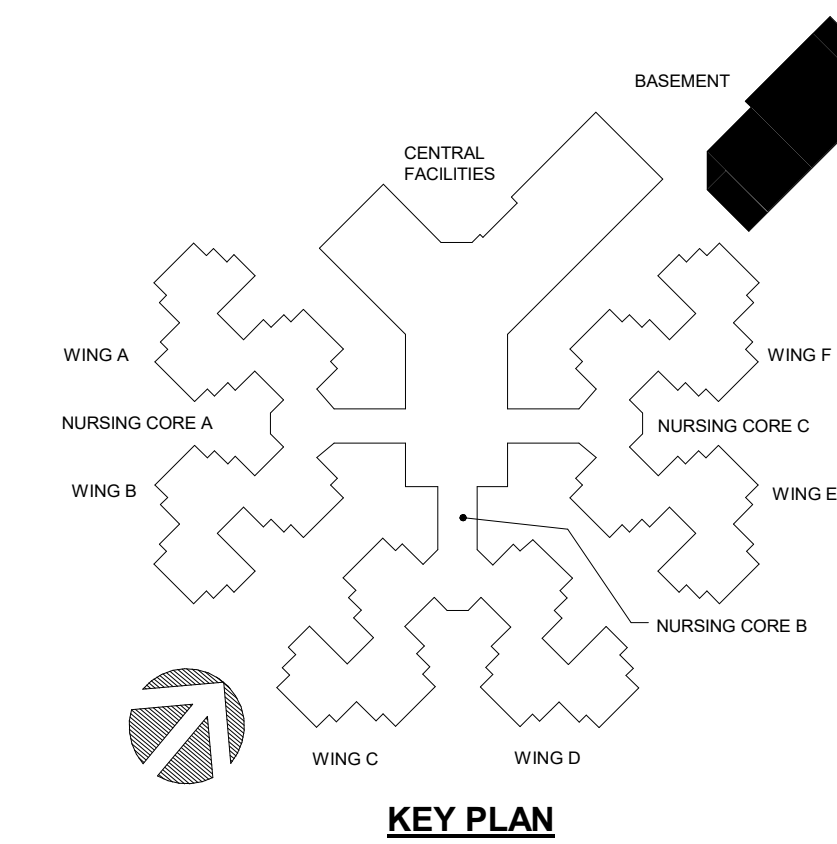 BASEMENT
CENTRAL
FACILITIES
WING A
WING F
NURSING CORE A
NURSING CORE C
WING B
WING E
NURSING CORE B
WING C
WING D
KEY PLAN